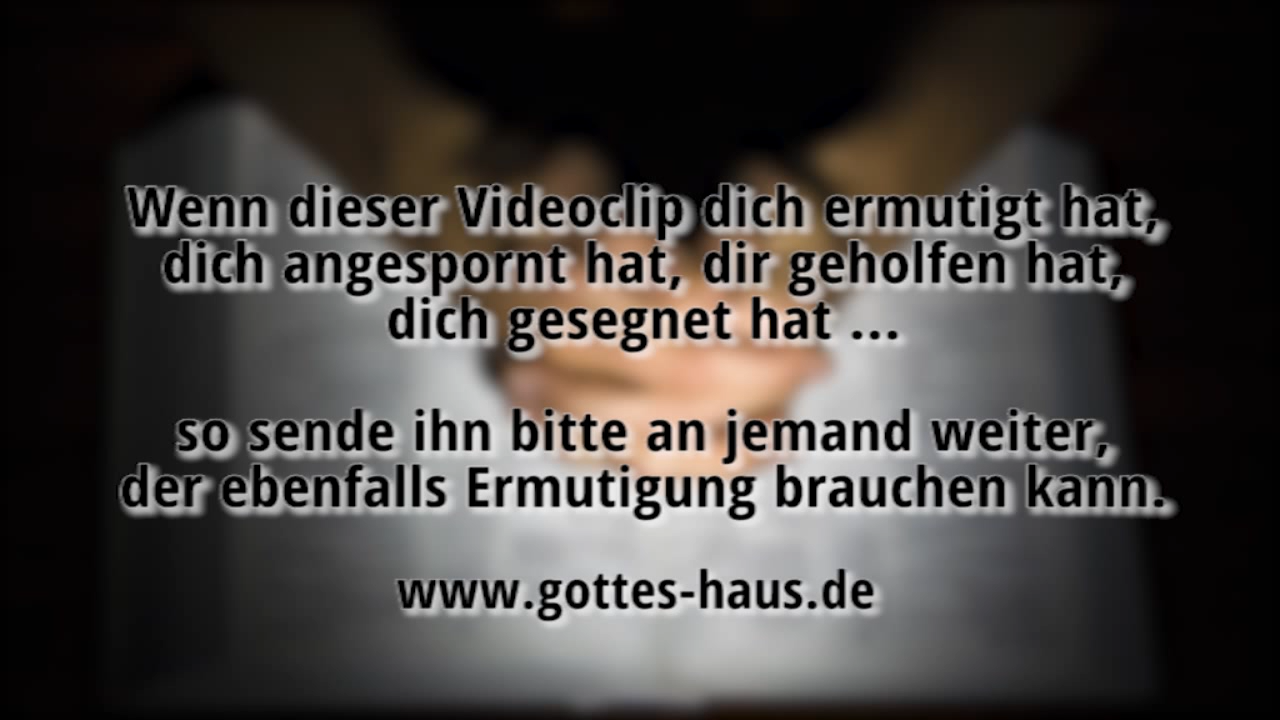 Wenn dieser Videoclip dich ermutigt hat,
dich angespornt hat, dir geholfen hat,
dich gesegnet hat ...
so sende ihn bitte an jemand weiter,
der ebenfalls Ermutigung brauchen kann.
www.gottes-haus.de